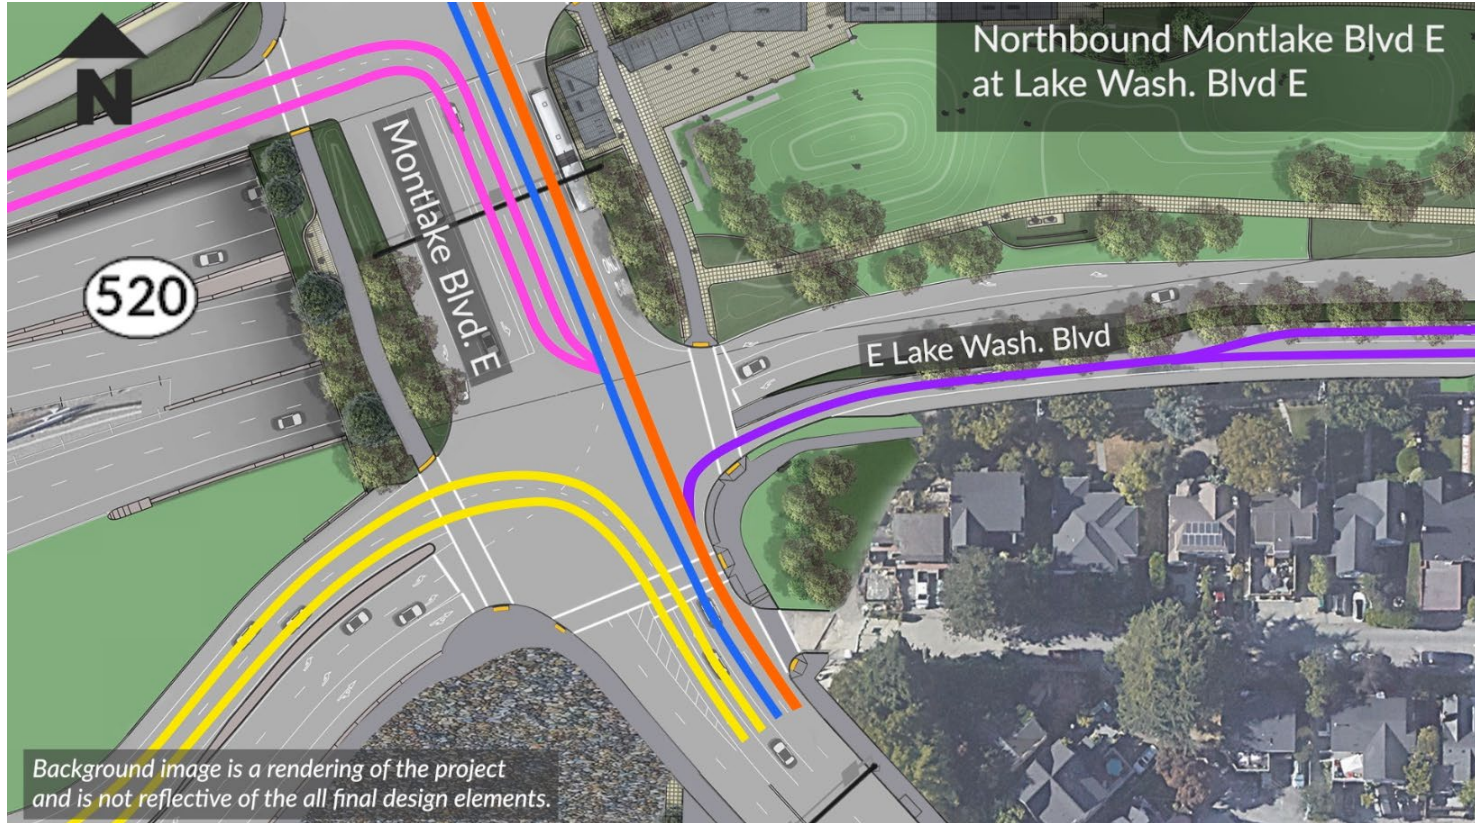 Northbound Montlake Blvd E
at Lake Wash. Blvd E
N
Montlake Blvd. E
520
E Lake Wash. Blvd
Background image is a rendering of the project
and is not reflective of the all final design elements.